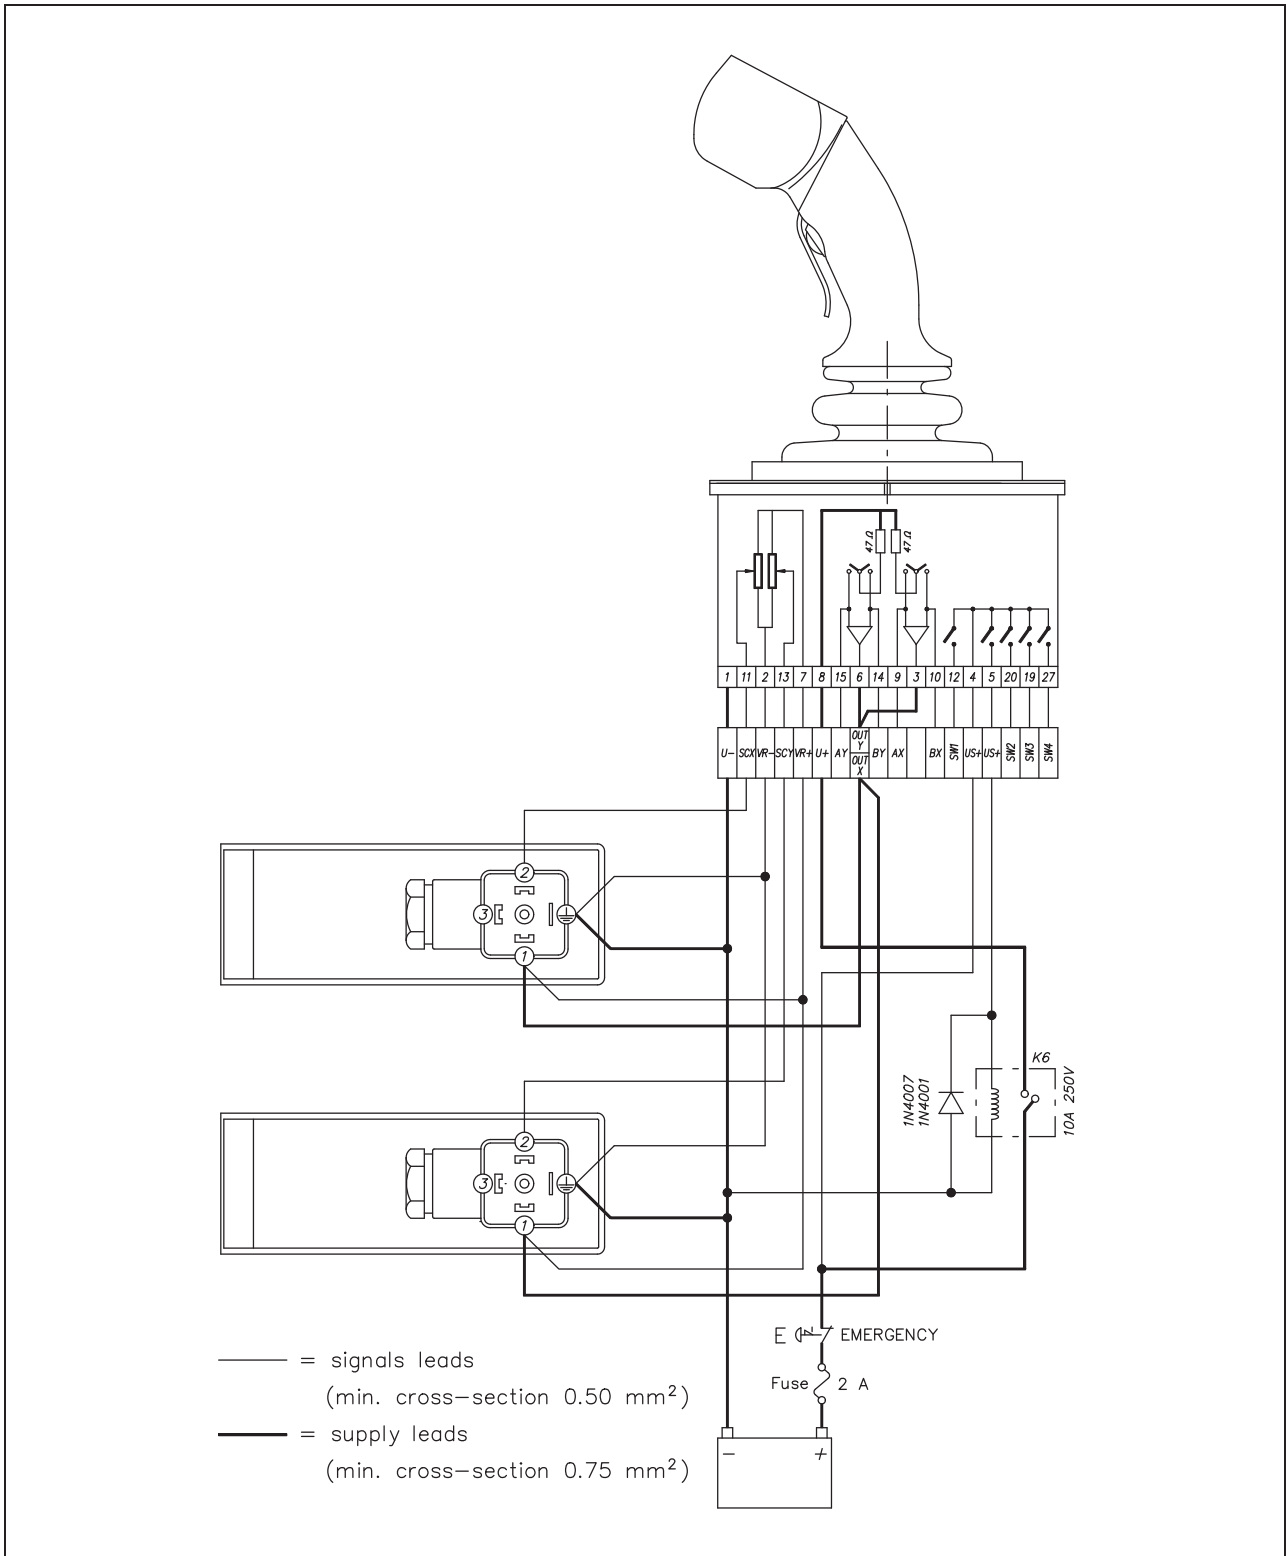 47 Ω 47 Ω
1 11 2 13 7 8 15 6 14 9 3 10 12 4 5 20 19 27
U- SCX VR- SCY VR+ U+ AY OUT Y BY AX BX SW1 US+ US+ SW2 SW3 SW4
OUT X
2
3
1
K6
1N4007
1N4001
10A 250V
2
3
1
E EMERGENCY
Fuse 2 A
= signals leads
(min. cross-section 0.50 mm²)
= supply leads
(min. cross-section 0.75 mm²)
- +